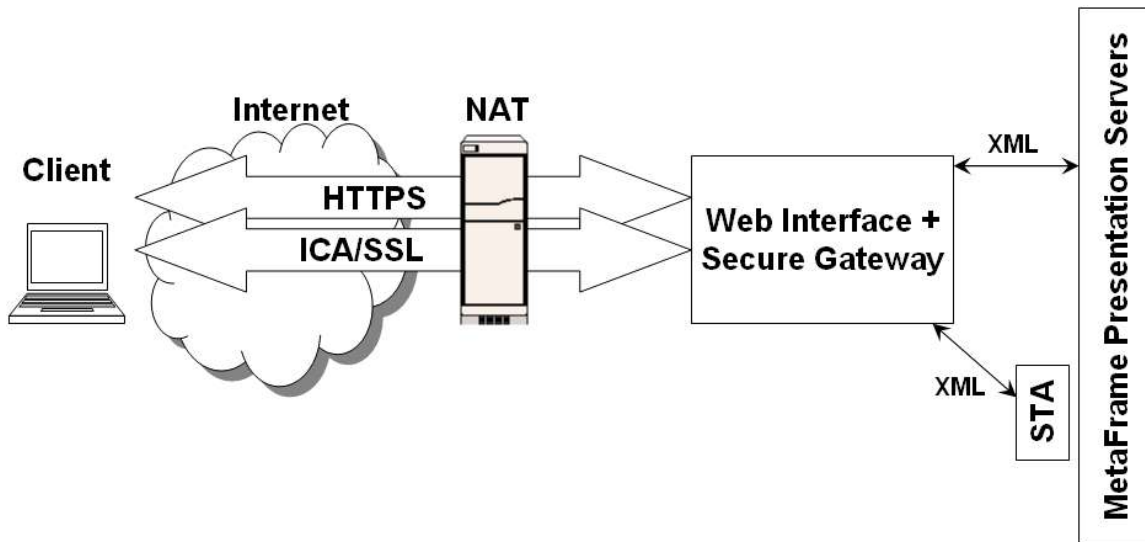 Internet
NAT
Client
HTTPS
ICA/SSL
Web Interface +
Secure Gateway
XML
XML
STA
MetaFrame Presentation Servers